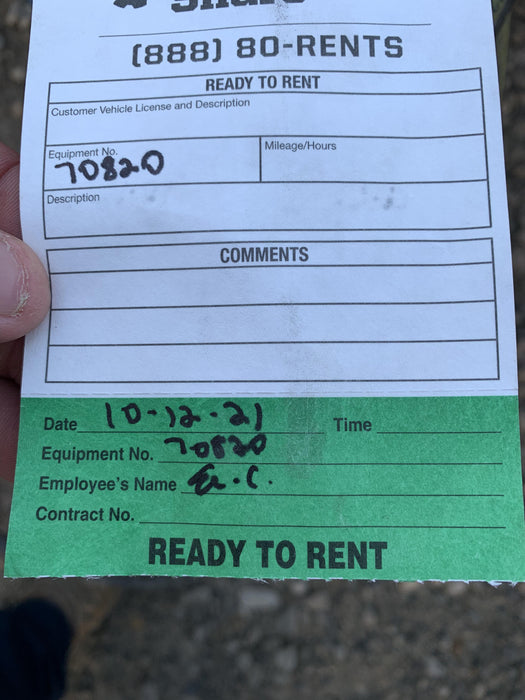 (888) 80-RENTS
READY TO RENT
Customer Vehicle License and Description
Equipment No. Mileage/Hours
70820
Description
COMMENTS
Date 10-12-21 Time
Equipment No. 70820
Employee's Name
Contract No.
READY TO RENT